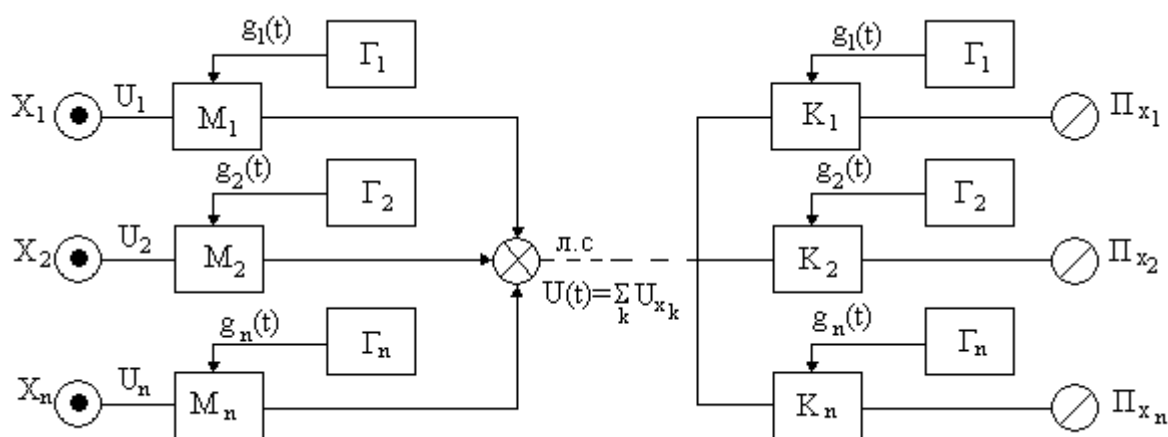 g₁(t) Г₁ g₁(t) Г₁
X₁ U₁ M₁ K₁ Пx₁
g₂(t) Г₂ g₂(t) Г₂
X₂ U₂ M₂ л.с K₂ Пx₂
U(t)=Σ Uxₖ
k
gₙ(t) Гₙ gₙ(t) Гₙ
Xₙ Uₙ Mₙ Kₙ Пxₙ